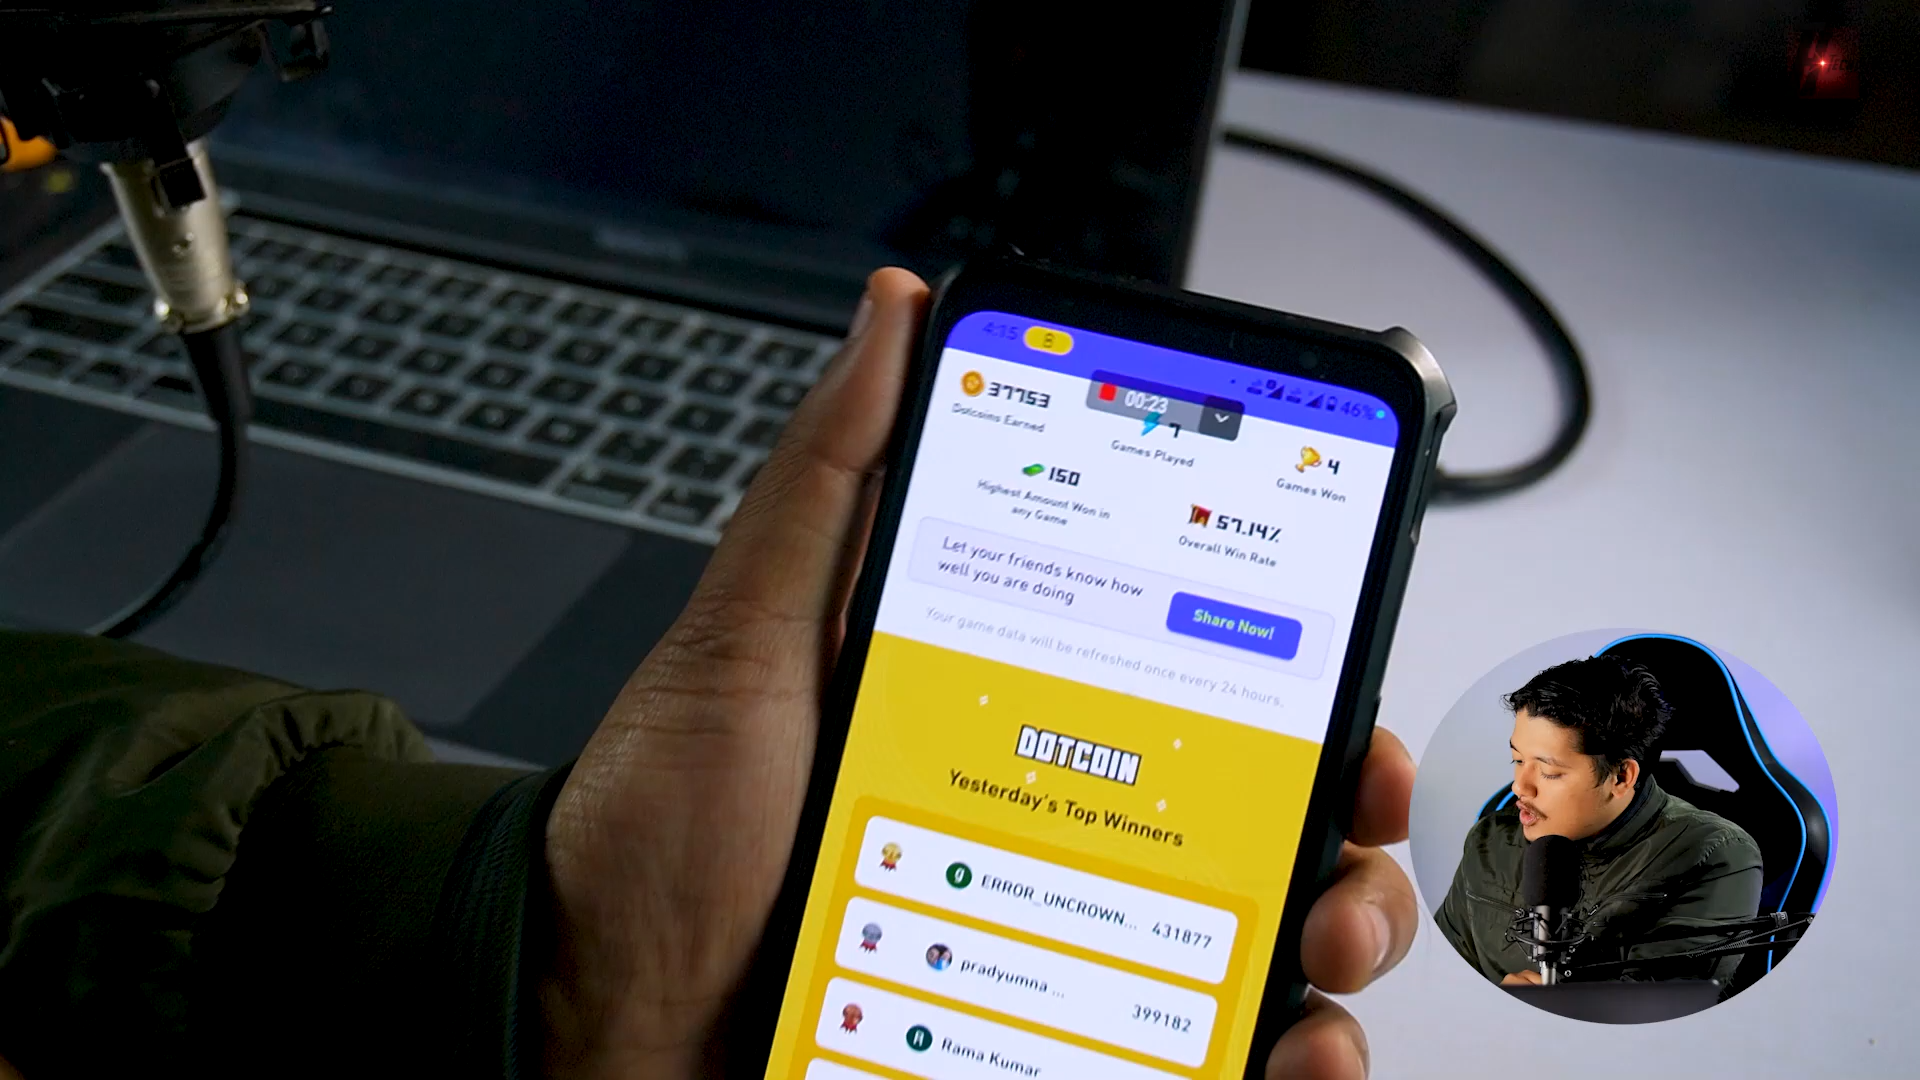 4:15 8
46%
37753
Dotcoins Earned
00:23
7
Games Played
4
Games Won
150
Highest Amount Won in
any Game
57.14%
Overall Win Rate
Let your friends know how
well you are doing
Share Now!
Your game data will be refreshed once every 24 hours.
DOTCOIN
Yesterday's Top Winners
g ERROR_UNCROWN... 431877
pradyumna ... 399182
R Rama Kumar